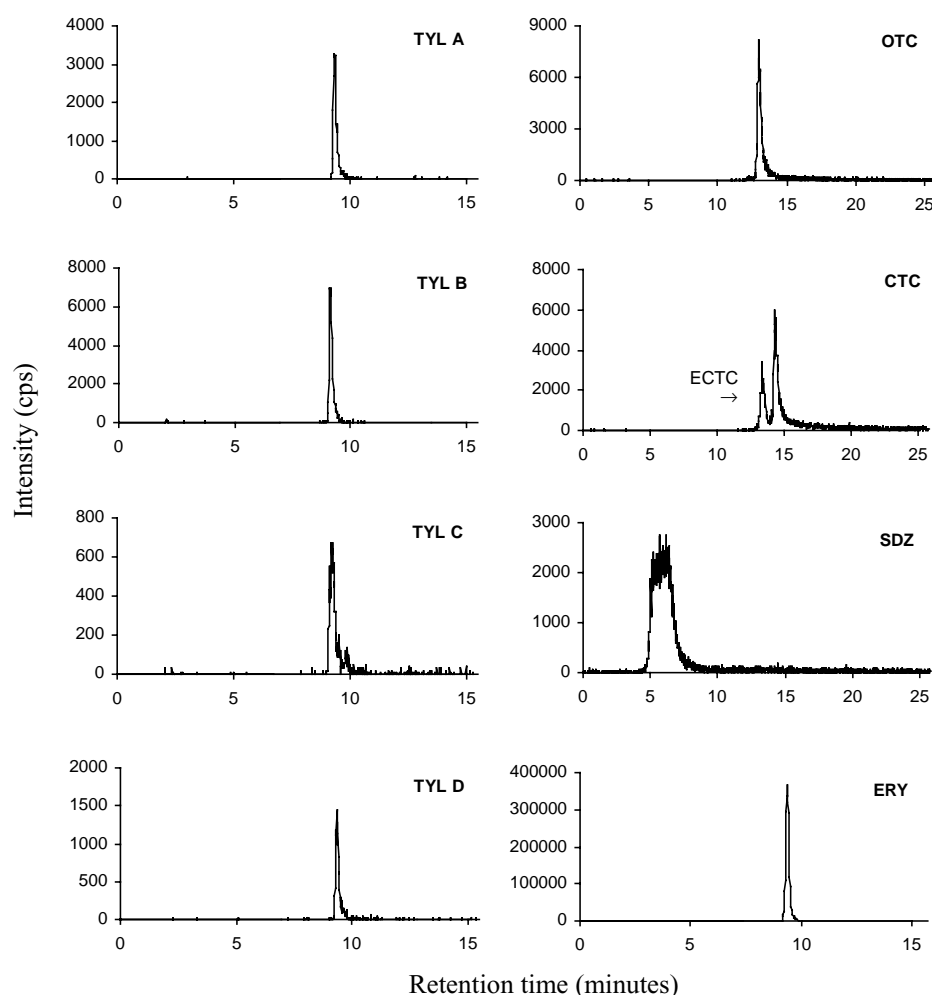 Intensity (cps)
TYL A
4000
3000
2000
1000
0
0 5 10 15
OTC
9000
6000
3000
0
0 5 10 15 20 25
TYL B
8000
6000
4000
2000
0
0 5 10 15
CTC
8000
6000
4000
2000
0
ECTC
→
0 5 10 15 20 25
TYL C
800
600
400
200
0
0 5 10 15
SDZ
3000
2000
1000
0
0 5 10 15 20 25
TYL D
2000
1500
1000
500
0
0 5 10 15
ERY
400000
300000
200000
100000
0
0 5 10 15
Retention time (minutes)